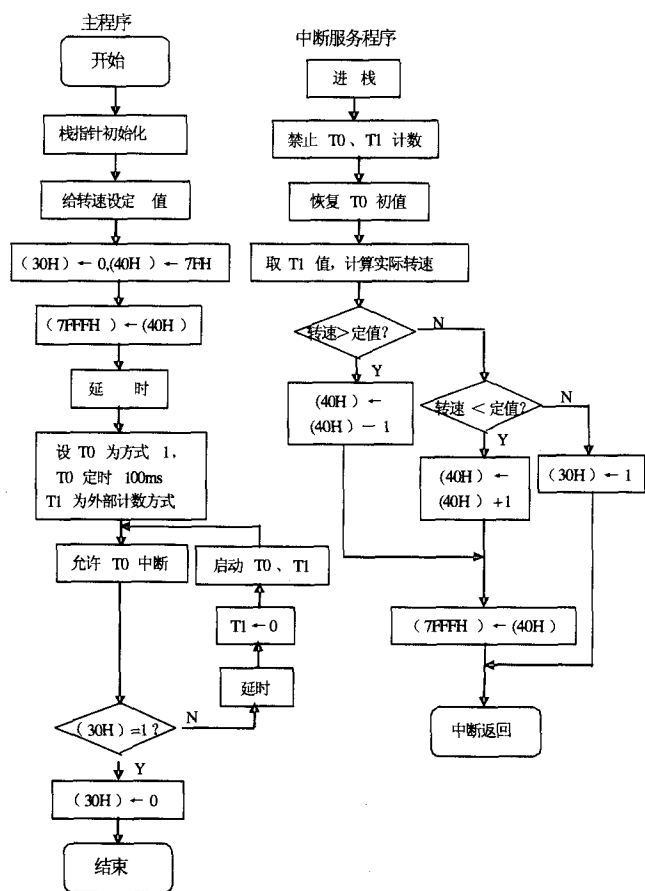 主程序
开始
栈指针初始化
给转速设定 值
(30H)←0,(40H)←7FH
(7FFFH)←(40H)
延 时
设 T0 为方式 1,
T0 定时 100ms
T1 为外部计数方式
允许 T0 中断
启动 T0、T1
T1←0
延时
(30H)=1?
N
Y
(30H)←0
结束
中断服务程序
进 栈
禁止 T0、T1 计数
恢复 T0 初值
取 T1 值,计算实际转速
转速>定值?
N
Y
(40H)←
(40H)-1
转速<定值?
N
Y
(40H)←
(40H)+1
(30H)←1
(7FFFH)←(40H)
中断返回